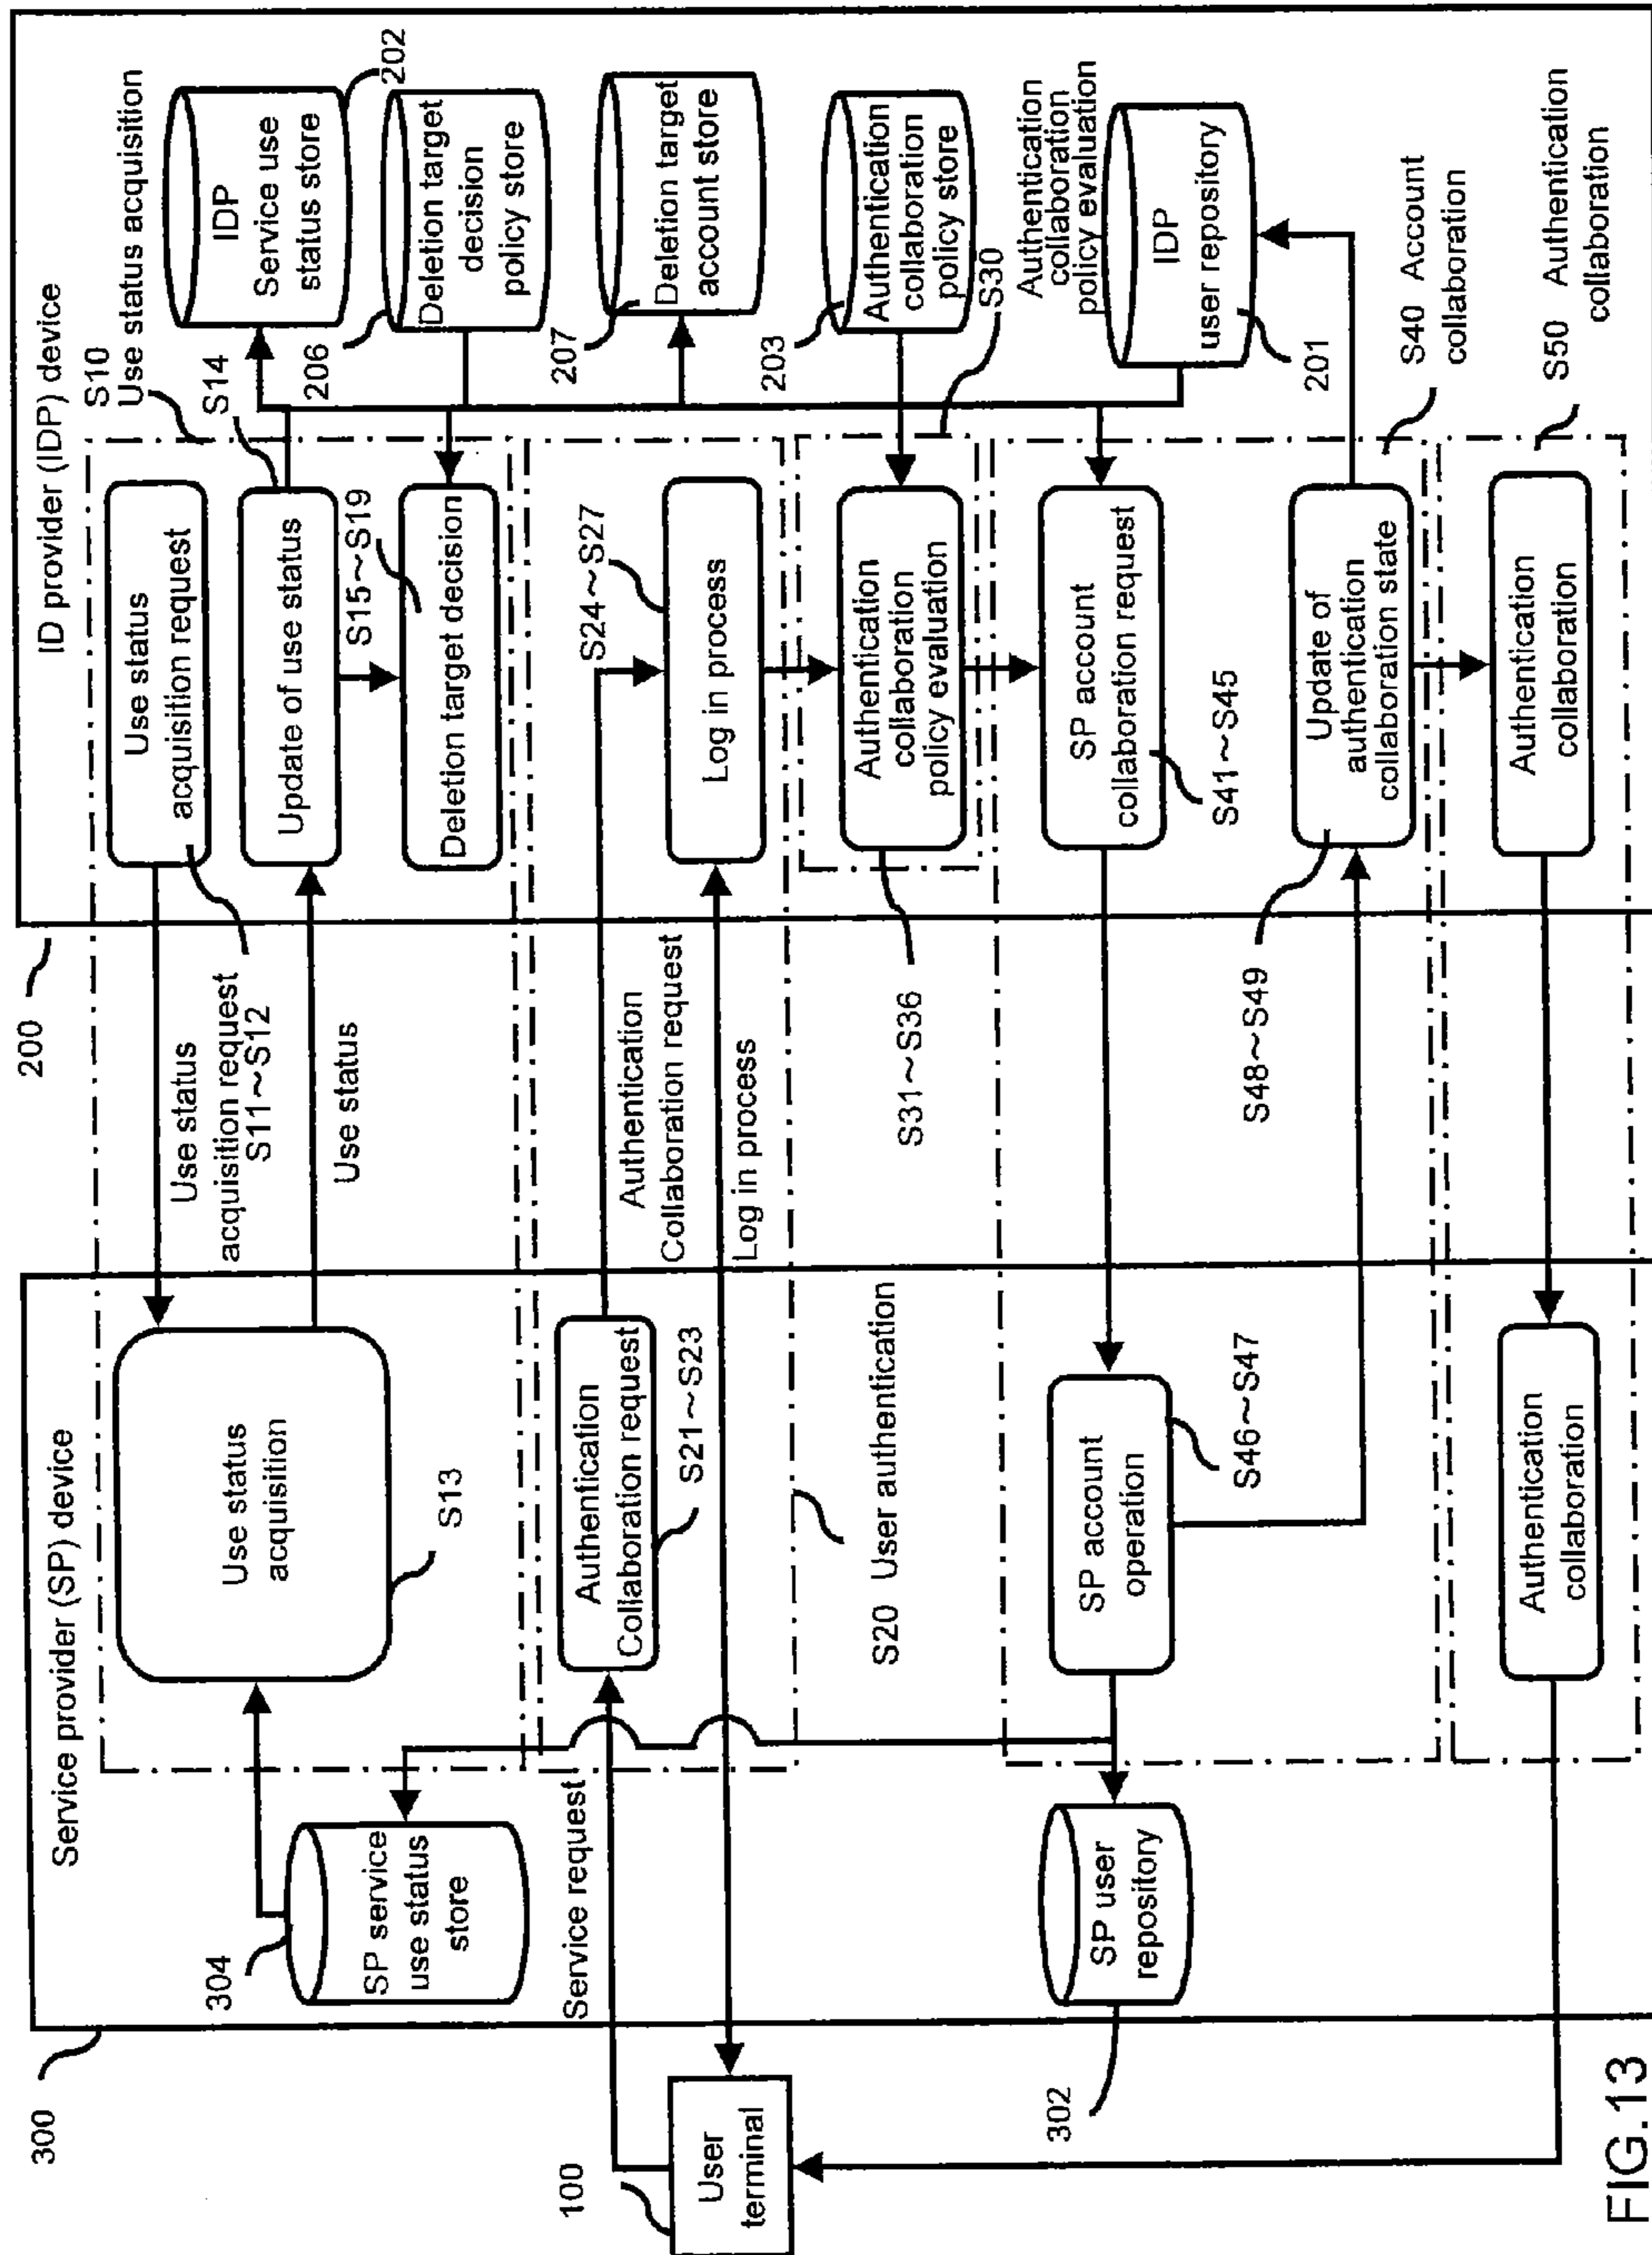 300
Service provider (SP) device
200
ID provider (IDP) device
S10
Use status acquisition
304
SP service
use status
store
Use status
acquisition
S13
Use status
acquisition request
S11～S12
Use status
Use status
acquisition request
S14
Update of use status
S15～S19
Deletion target decision
IDP
Service use
status store
202
206
Deletion target
decision
policy store
207
Deletion target
account store
100
User
terminal
Service request
Authentication
Collaboration request
S21～S23
Authentication
Collaboration request
Log in process
S24～S27
Log in process
S20 User authentication
203
Authentication
collaboration
policy store
S30
Authentication
collaboration
policy evaluation
Authentication
collaboration
policy evaluation
S31～S36
302
SP user
repository
SP account
operation
S46～S47
SP account
collaboration request
S41～S45
IDP
user repository
201
S48～S49
Update of
authentication
collaboration state
S40 Account
collaboration
Authentication
collaboration
Authentication
collaboration
S50 Authentication
collaboration
FIG.13